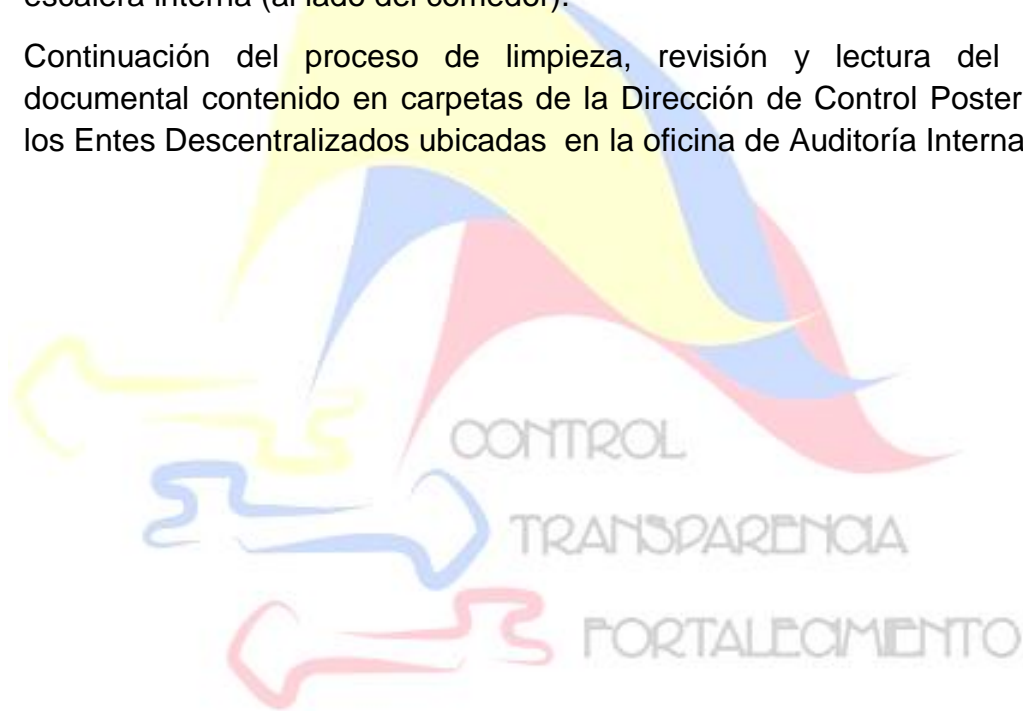 escalera interna (al lado del comedor).
Continuación del proceso de limpieza, revisión y lectura del
documental contenido en carpetas de la Dirección de Control Poster
los Entes Descentralizados ubicadas en la oficina de Auditoría Interna
CONTROL
TRANSPARENCIA
FORTALECIMIENTO